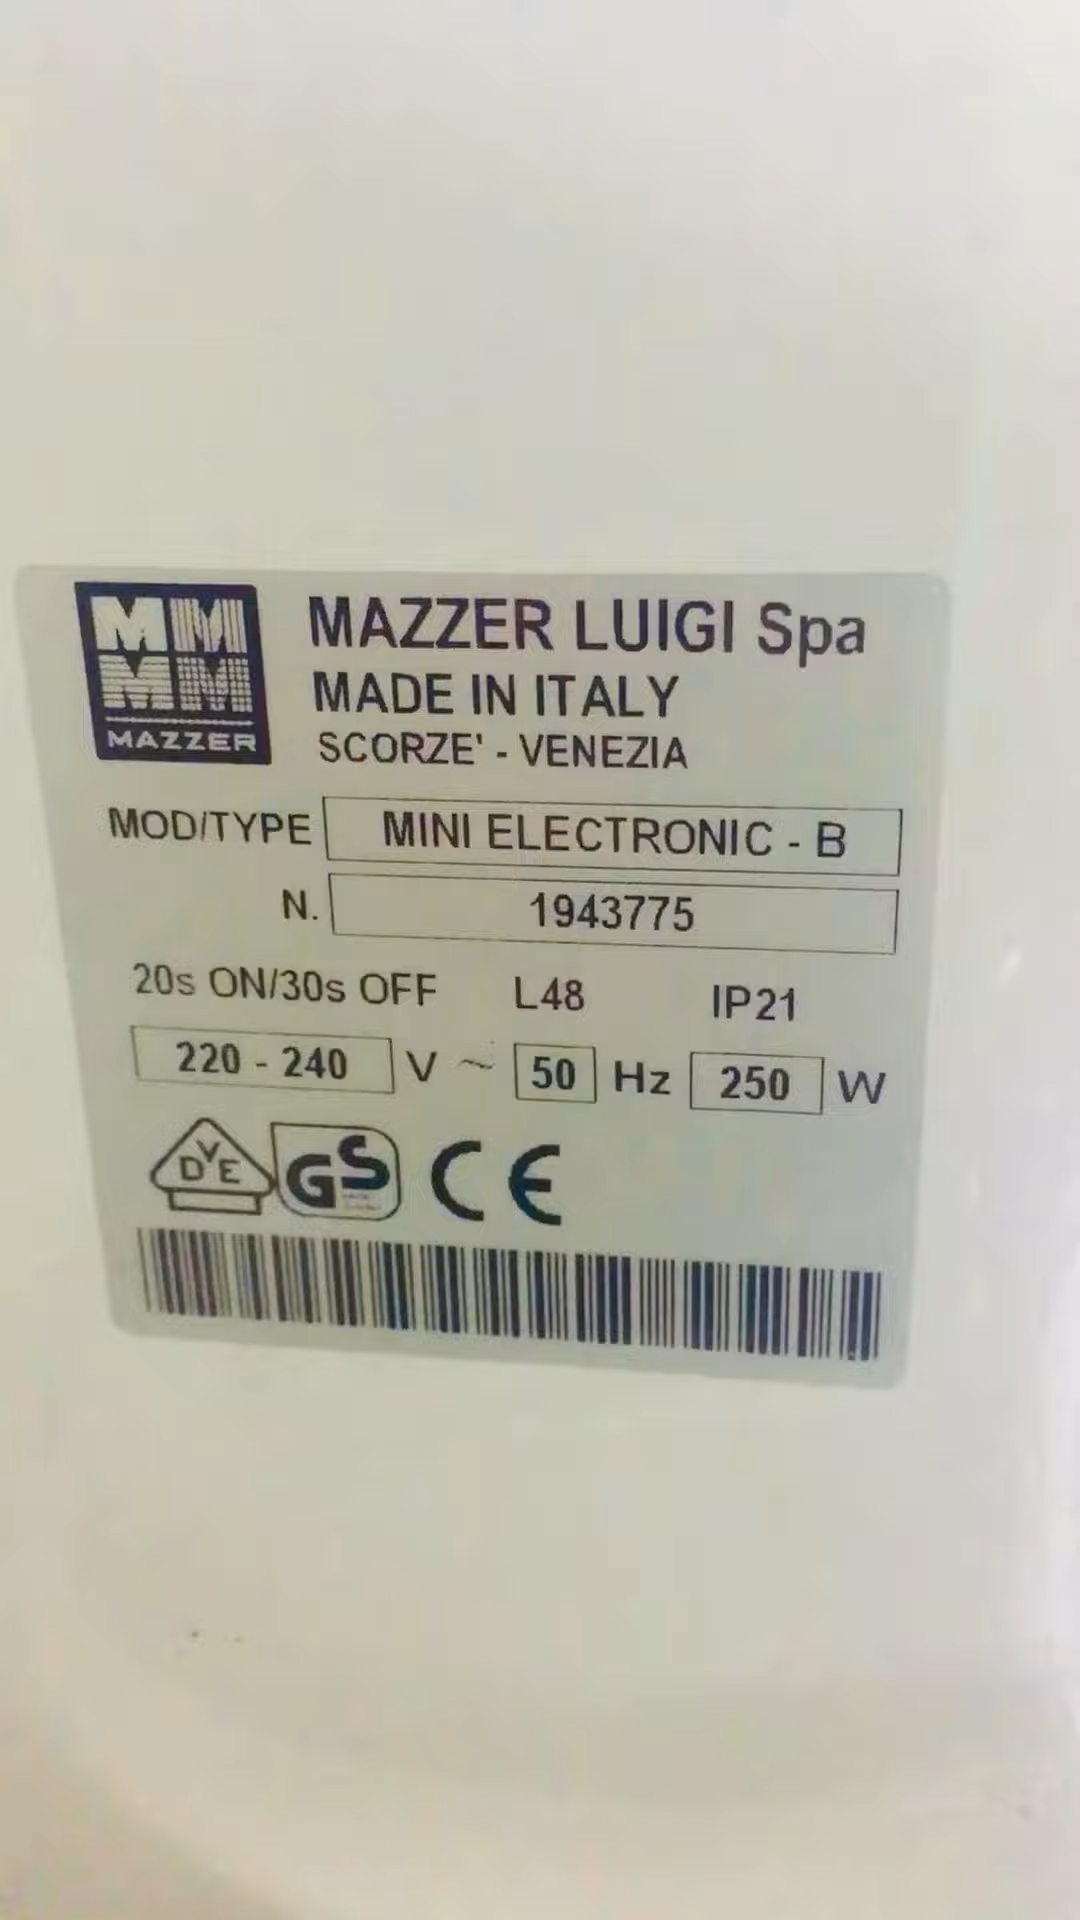 MAZZER
MAZZER LUIGI Spa
MADE IN ITALY
SCORZE' - VENEZIA
MOD/TYPE MINI ELECTRONIC - B
N. 1943775
20s ON/30s OFF L48 IP21
220 - 240 V ~ 50 Hz 250 W
DVE GS CE